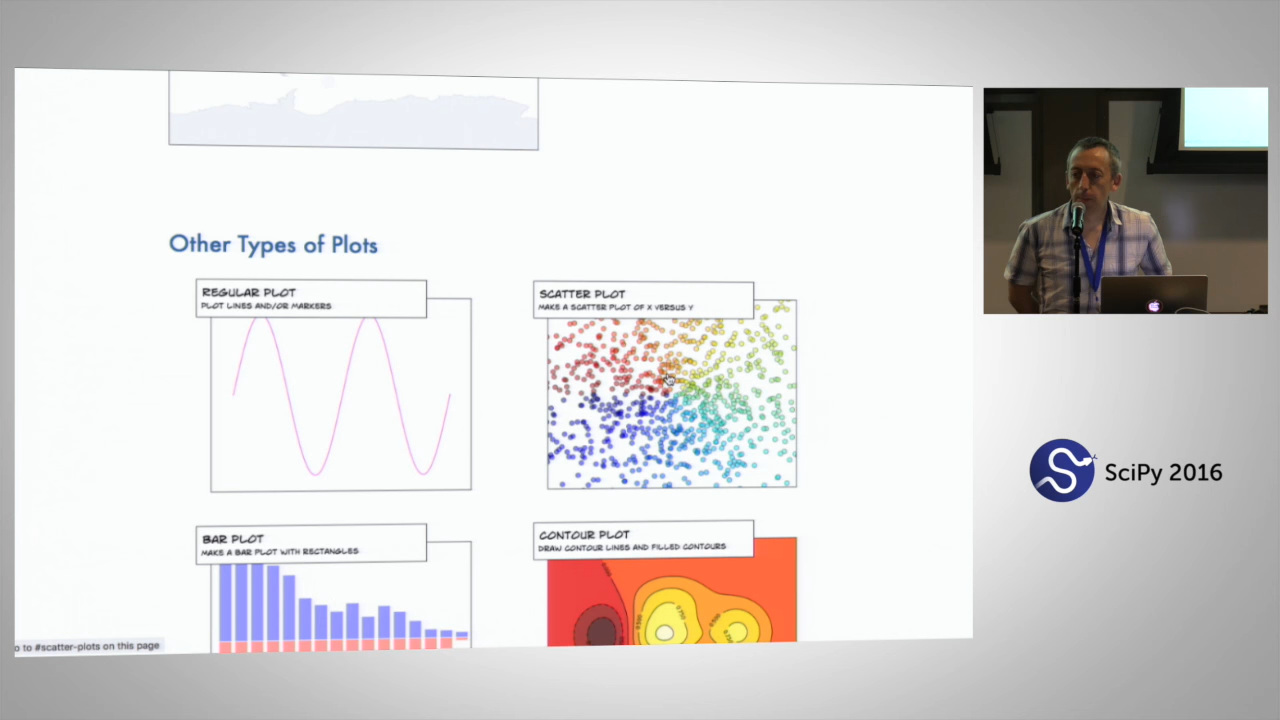 Other Types of Plots
REGULAR PLOT
PLOT LINES AND/OR MARKERS
SCATTER PLOT
MAKE A SCATTER PLOT OF X VERSUS Y
BAR PLOT
MAKE A BAR PLOT WITH RECTANGLES
CONTOUR PLOT
DRAW CONTOUR LINES AND FILLED CONTOURS
o to #scatter-plots on this page
SciPy 2016